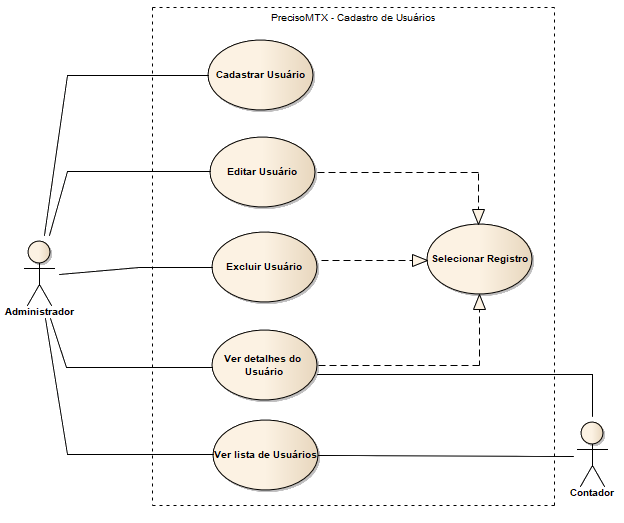 PrecisoMTX - Cadastro de Usuários
Cadastrar Usuário
Editar Usuário
Selecionar Registro
Excluir Usuário
Administrador
Ver detalhes do
Usuário
Ver lista de Usuários
Contador